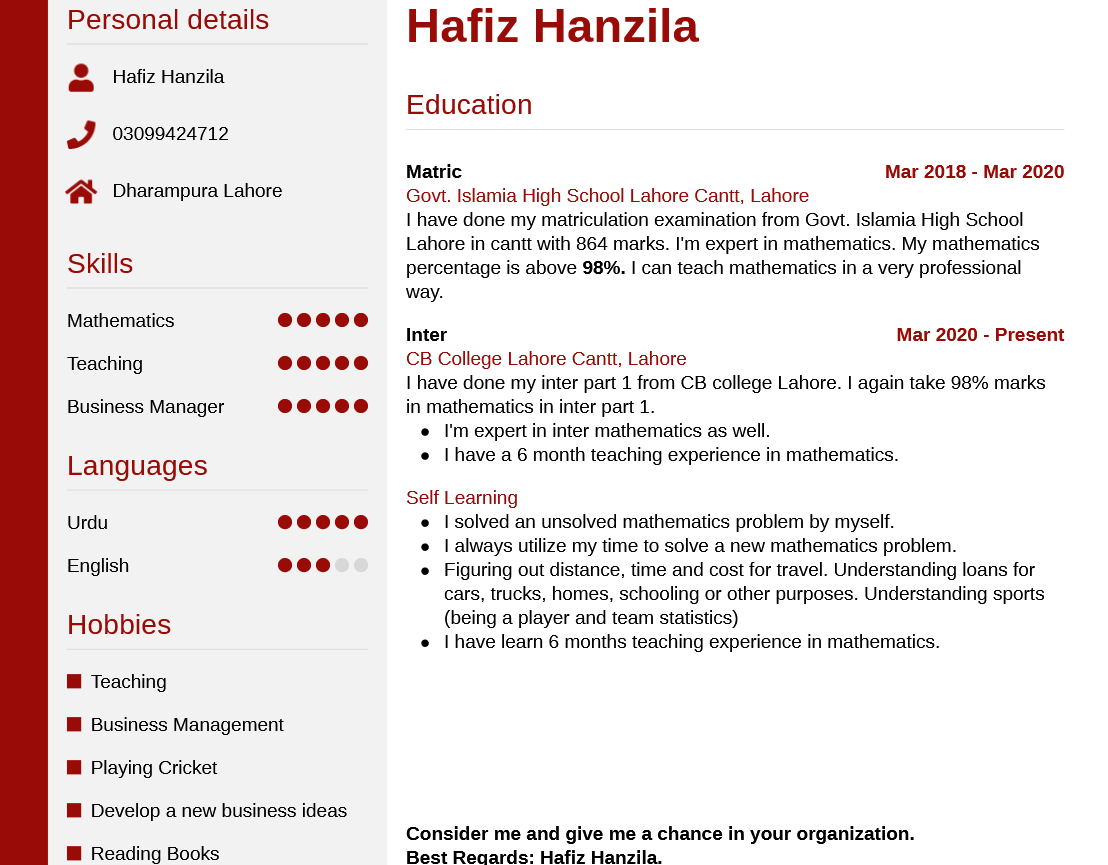 Personal details
Hafiz Hanzila
03099424712
Dharampura Lahore
Skills
Mathematics
Teaching
Business Manager
Languages
Urdu
English
Hobbies
Teaching
Business Management
Playing Cricket
Develop a new business ideas
Reading Books
Hafiz Hanzila
Education
Matric Mar 2018 - Mar 2020
Govt. Islamia High School Lahore Cantt, Lahore
I have done my matriculation examination from Govt. Islamia High School
Lahore in cantt with 864 marks. I'm expert in mathematics. My mathematics
percentage is above 98%. I can teach mathematics in a very professional
way.
Inter Mar 2020 - Present
CB College Lahore Cantt, Lahore
I have done my inter part 1 from CB college Lahore. I again take 98% marks
in mathematics in inter part 1.
● I'm expert in inter mathematics as well.
● I have a 6 month teaching experience in mathematics.
Self Learning
● I solved an unsolved mathematics problem by myself.
● I always utilize my time to solve a new mathematics problem.
● Figuring out distance, time and cost for travel. Understanding loans for
cars, trucks, homes, schooling or other purposes. Understanding sports
(being a player and team statistics)
● I have learn 6 months teaching experience in mathematics.
Consider me and give me a chance in your organization.
Best Regards: Hafiz Hanzila.